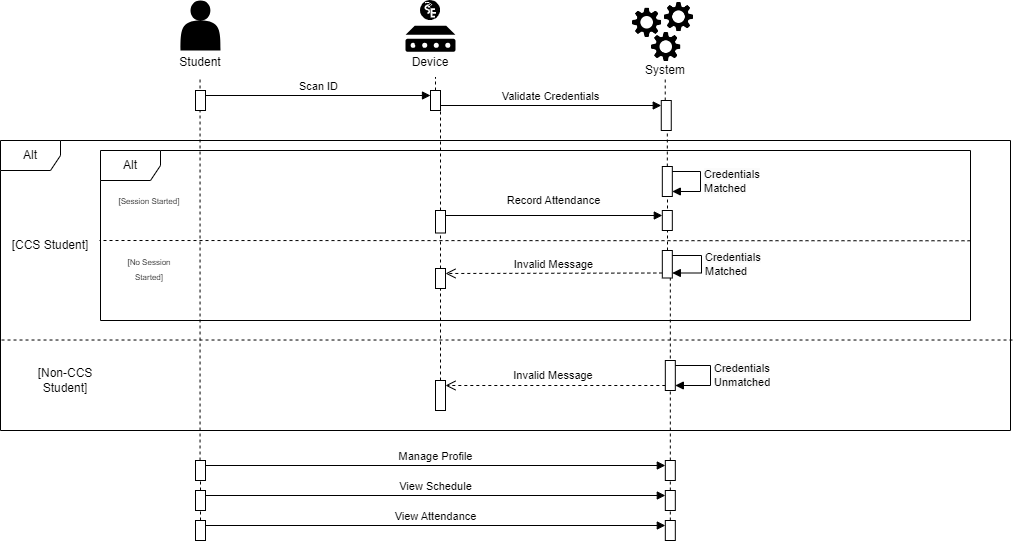 Student
Device
System
Scan ID
Validate Credentials
Alt
Alt
Credentials
Matched
[Session Started]
Record Attendance
[CCS Student]
[No Session
Started]
Invalid Message
Credentials
Matched
[Non-CCS
Student]
Invalid Message
Credentials
Unmatched
Manage Profile
View Schedule
View Attendance